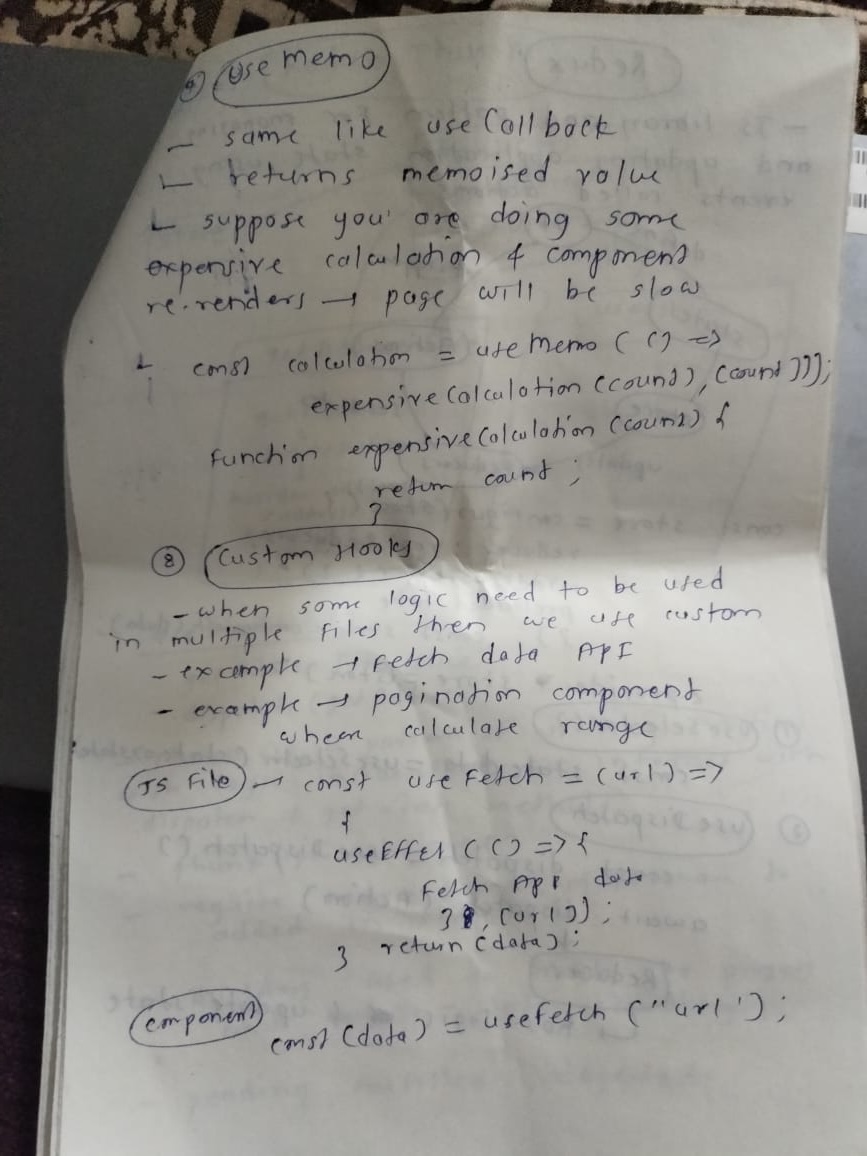 use memo
- same like use Callback
- returns memoised value
- suppose you are doing some
expensive calculation & component
re-renders → page will be slow
- const calculation = use memo ( () =>
expensive Calculation (count), [count]));
function expensive Calculation (count) {
return count ;
}
⑧ Custom Hooks
- when some logic need to be used
in multiple files then we use custom
- example → Fetch data API
- example → pagination component
where calculate range
JS File → const use Fetch = (url) =>
{
use Effet ( () => {
Fetch Api data
} , [url]);
} return [data];
component
const [data] = usefetch ("url');